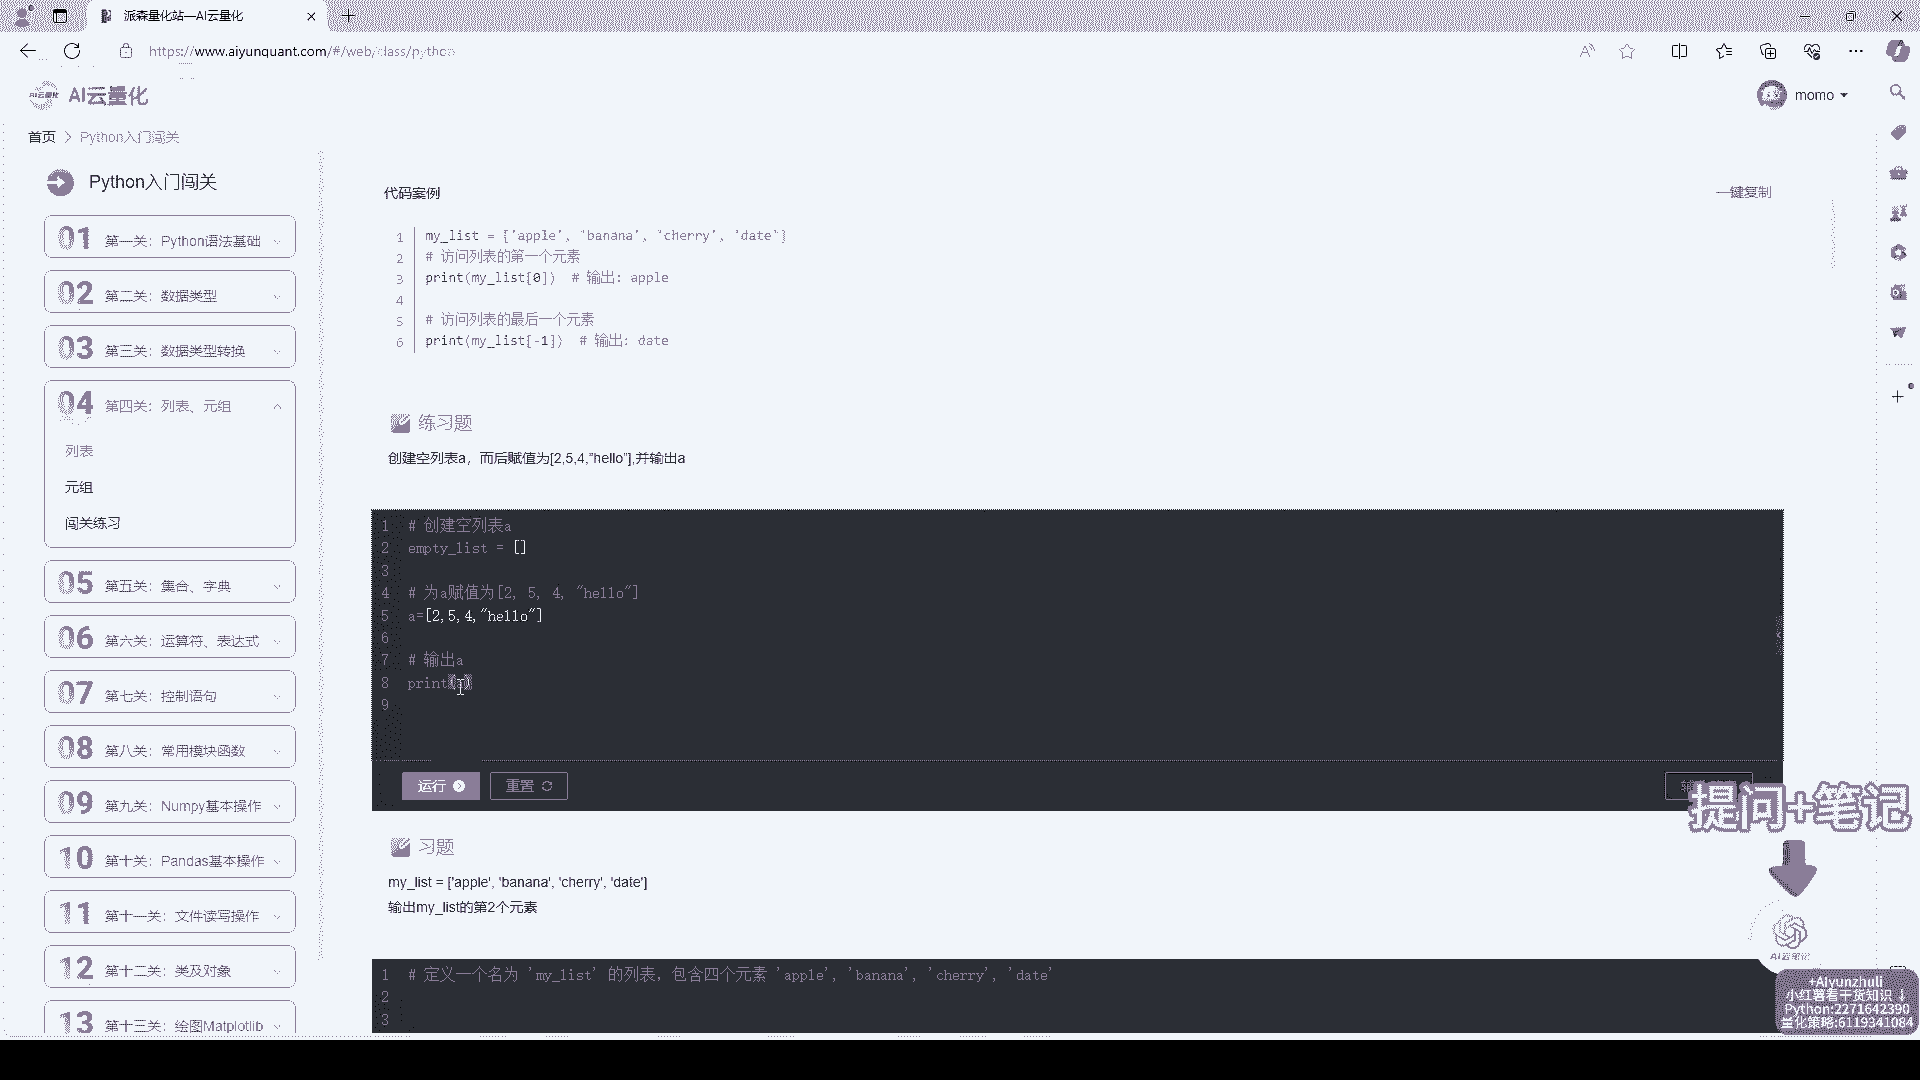 派森量化站—AI云量化
https://www.aiyunquant.com/#/web/class/python
AI云量化
momo
首页 > Python入门闯关
Python入门闯关
01 第一关：Python语法基础
02 第二关：数据类型
03 第三关：数据类型转换
04 第四关：列表、元组
列表
元组
闯关练习
05 第五关：集合、字典
06 第六关：运算符、表达式
07 第七关：控制语句
08 第八关：常用模块函数
09 第九关：Numpy基本操作
10 第十关：Pandas基本操作
11 第十一关：文件读写操作
12 第十二关：类及对象
13 第十三关：绘图Matplotlib
代码案例
一键复制
1 my_list = ['apple', 'banana', 'cherry', 'date']
2 # 访问列表的第一个元素
3 print(my_list[0]) # 输出: apple
4
5 # 访问列表的最后一个元素
6 print(my_list[-1]) # 输出: date
练习题
创建空列表a，而后赋值为[2,5,4,"hello"],并输出a
1 # 创建空列表a
2 empty_list = []
3
4 # 为a赋值为[2, 5, 4, "hello"]
5 a=[2,5,4,"hello"]
6
7 # 输出a
8 print(a)
9
运行
重置
提问+笔记
习题
my_list = ['apple', 'banana', 'cherry', 'date']
输出my_list的第2个元素
1 # 定义一个名为 'my_list' 的列表，包含四个元素 'apple', 'banana', 'cherry', 'date'
2
3
AI云量化
+Aiyunzhuli
小红薯看干货知识↓
Python:2271642390
量化策略:6119341084